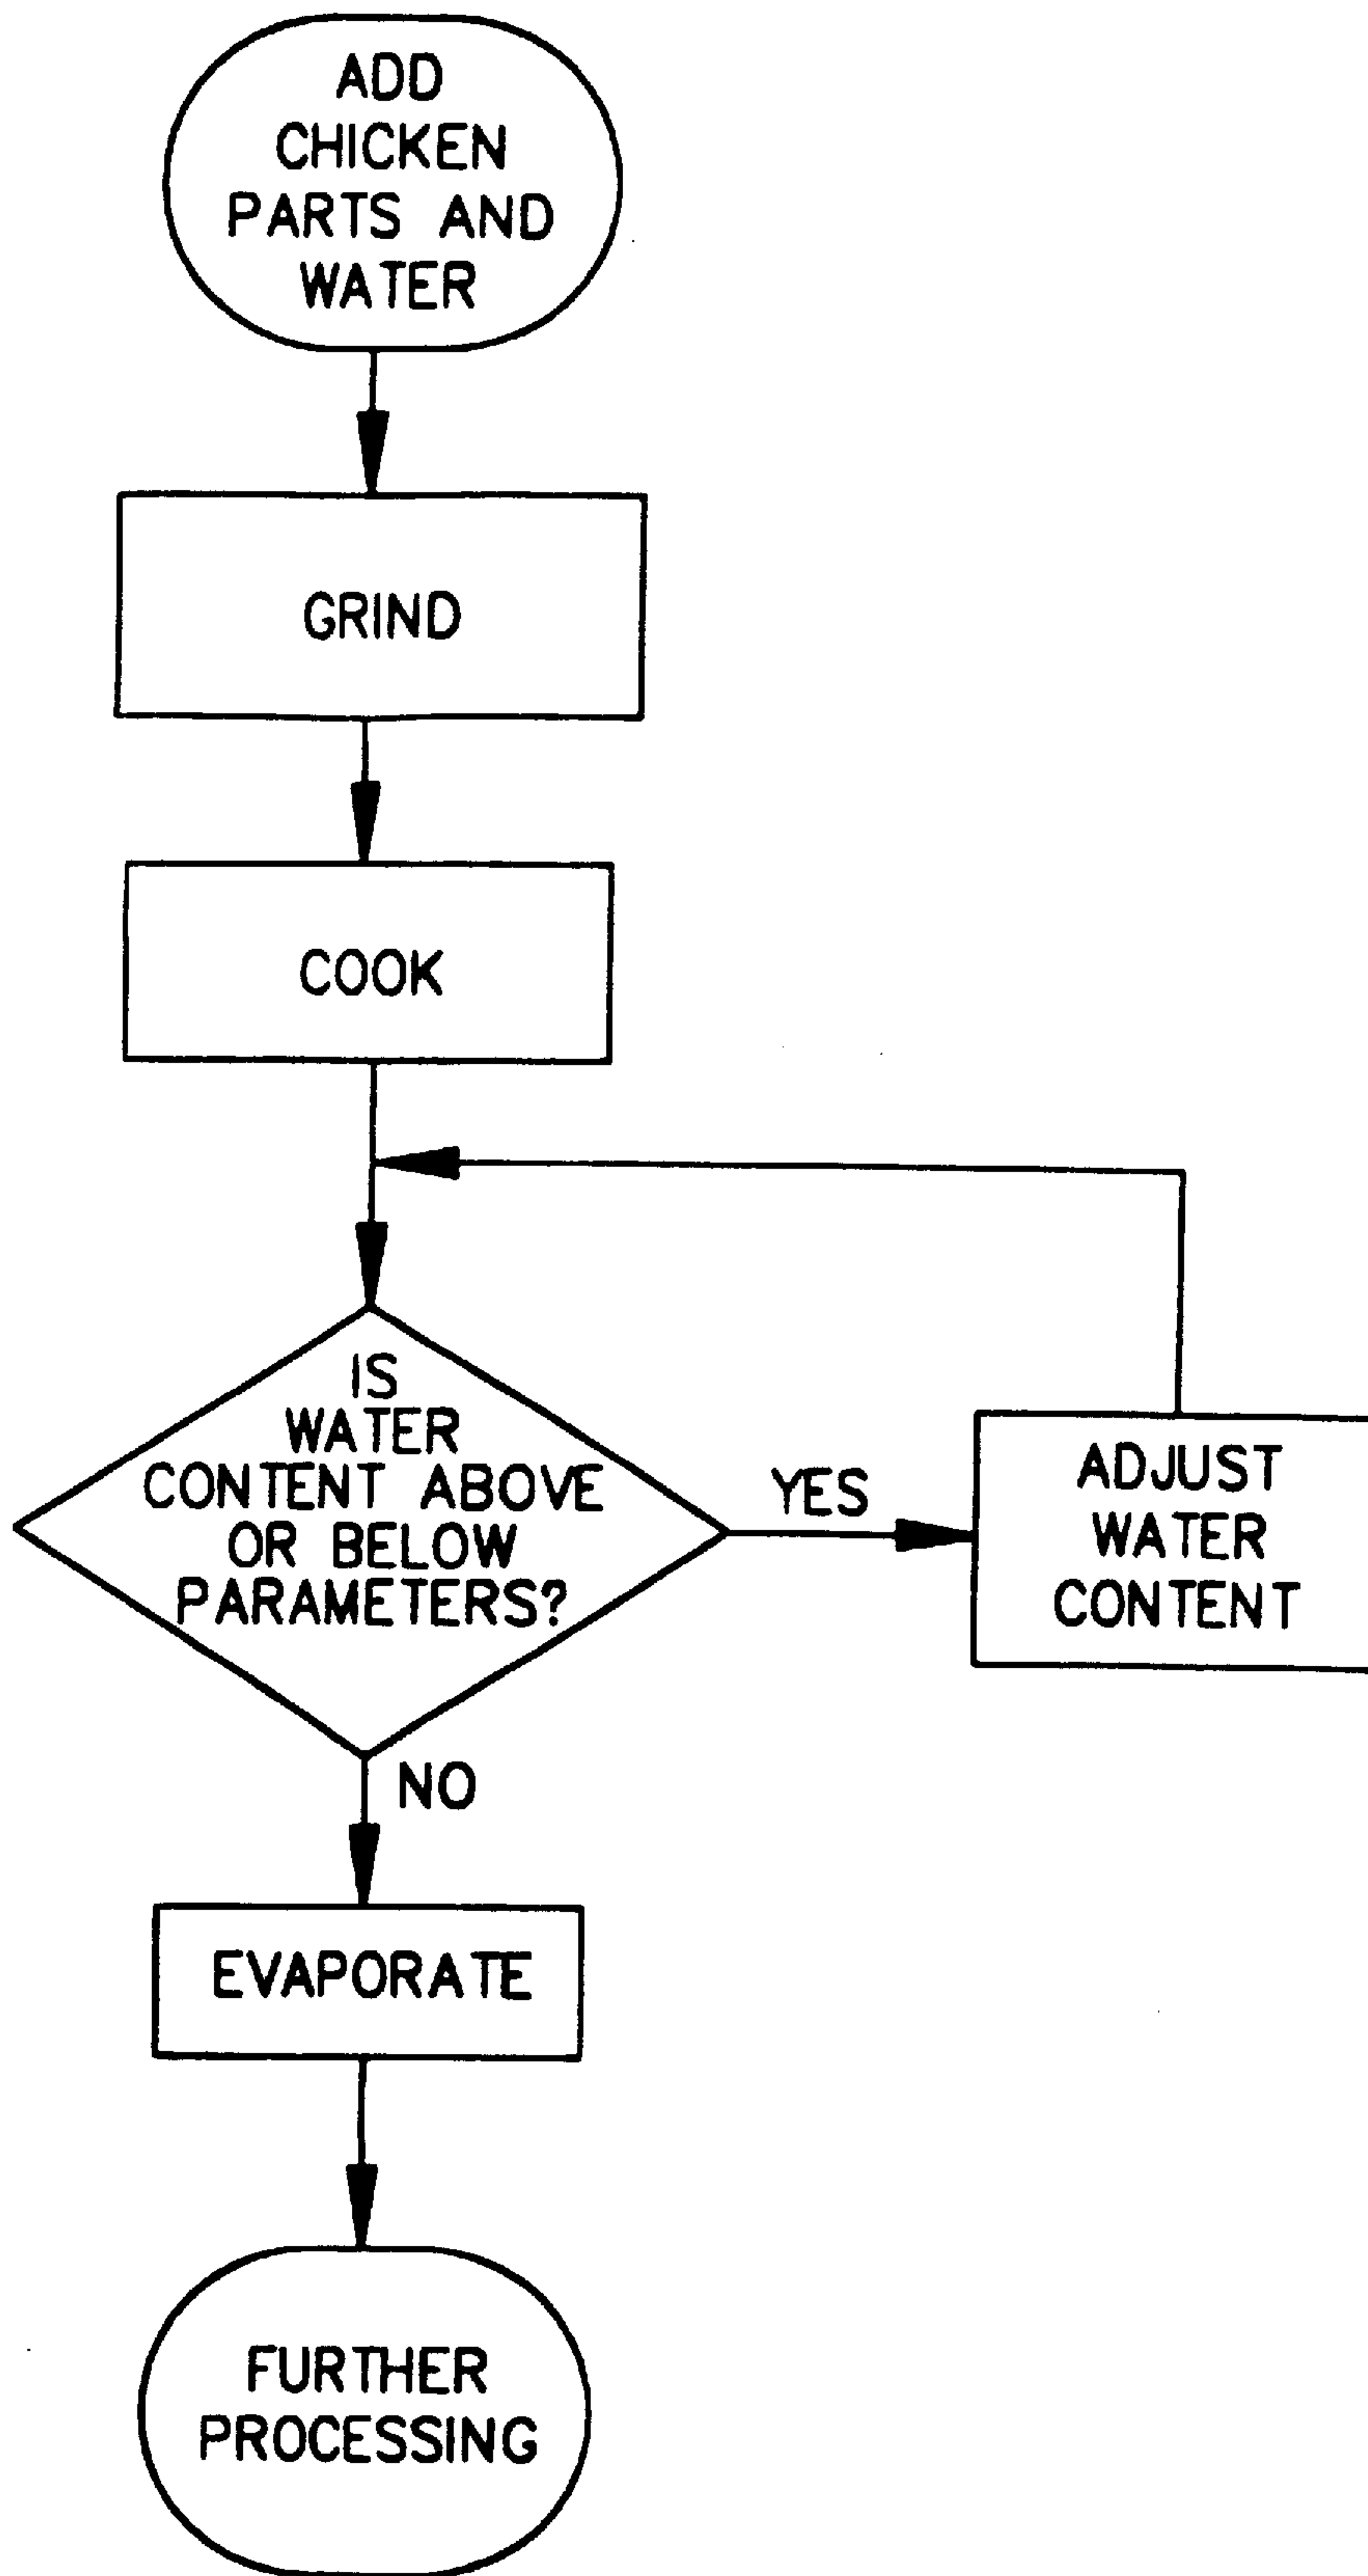 ADD
CHICKEN
PARTS AND
WATER
GRIND
COOK
IS
WATER
CONTENT ABOVE
OR BELOW
PARAMETERS?
YES
ADJUST
WATER
CONTENT
NO
EVAPORATE
FURTHER
PROCESSING